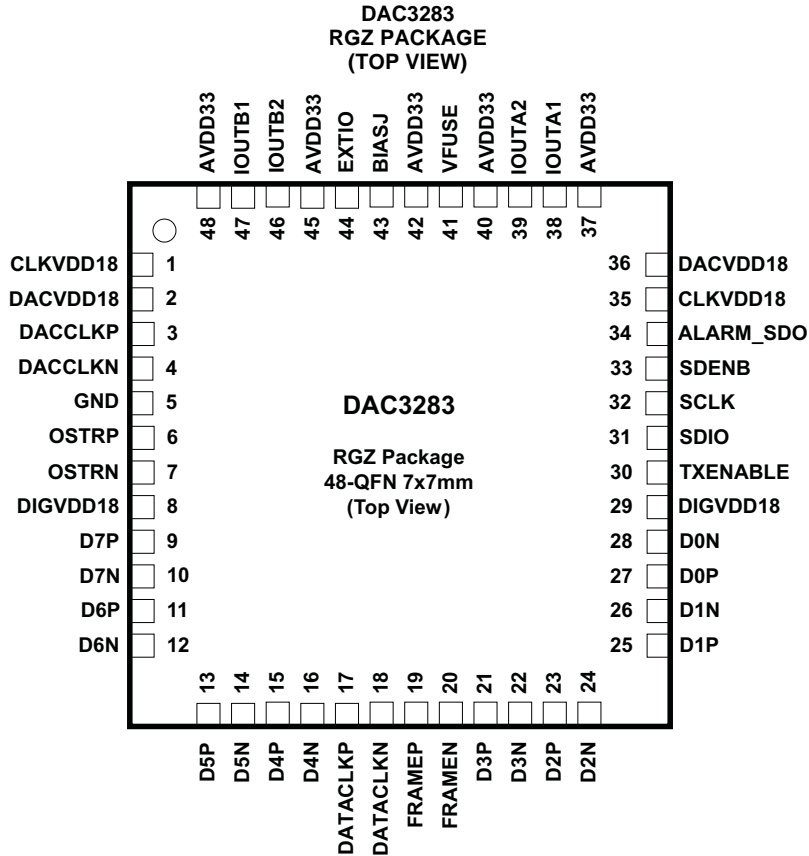 DAC3283
RGZ PACKAGE
(TOP VIEW)
AVDD33
IOUTB1
IOUTB2
AVDD33
EXTIO
BIASJ
AVDD33
VFUSE
AVDD33
IOUTA2
IOUTA1
AVDD33
48
47
46
45
44
43
42
41
40
39
38
37
CLKVDD18 1
DACVDD18 2
DACCLKP 3
DACCLKN 4
GND 5
OSTRP 6
OSTRN 7
DIGVDD18 8
D7P 9
D7N 10
D6P 11
D6N 12
DAC3283
RGZ Package
48-QFN 7x7mm
(Top View)
36 DACVDD18
35 CLKVDD18
34 ALARM_SDO
33 SDENB
32 SCLK
31 SDIO
30 TXENABLE
29 DIGVDD18
28 D0N
27 D0P
26 D1N
25 D1P
13
14
15
16
17
18
19
20
21
22
23
24
D5P
D5N
D4P
D4N
DATACLKP
DATACLKN
FRAMEP
FRAMEN
D3P
D3N
D2P
D2N